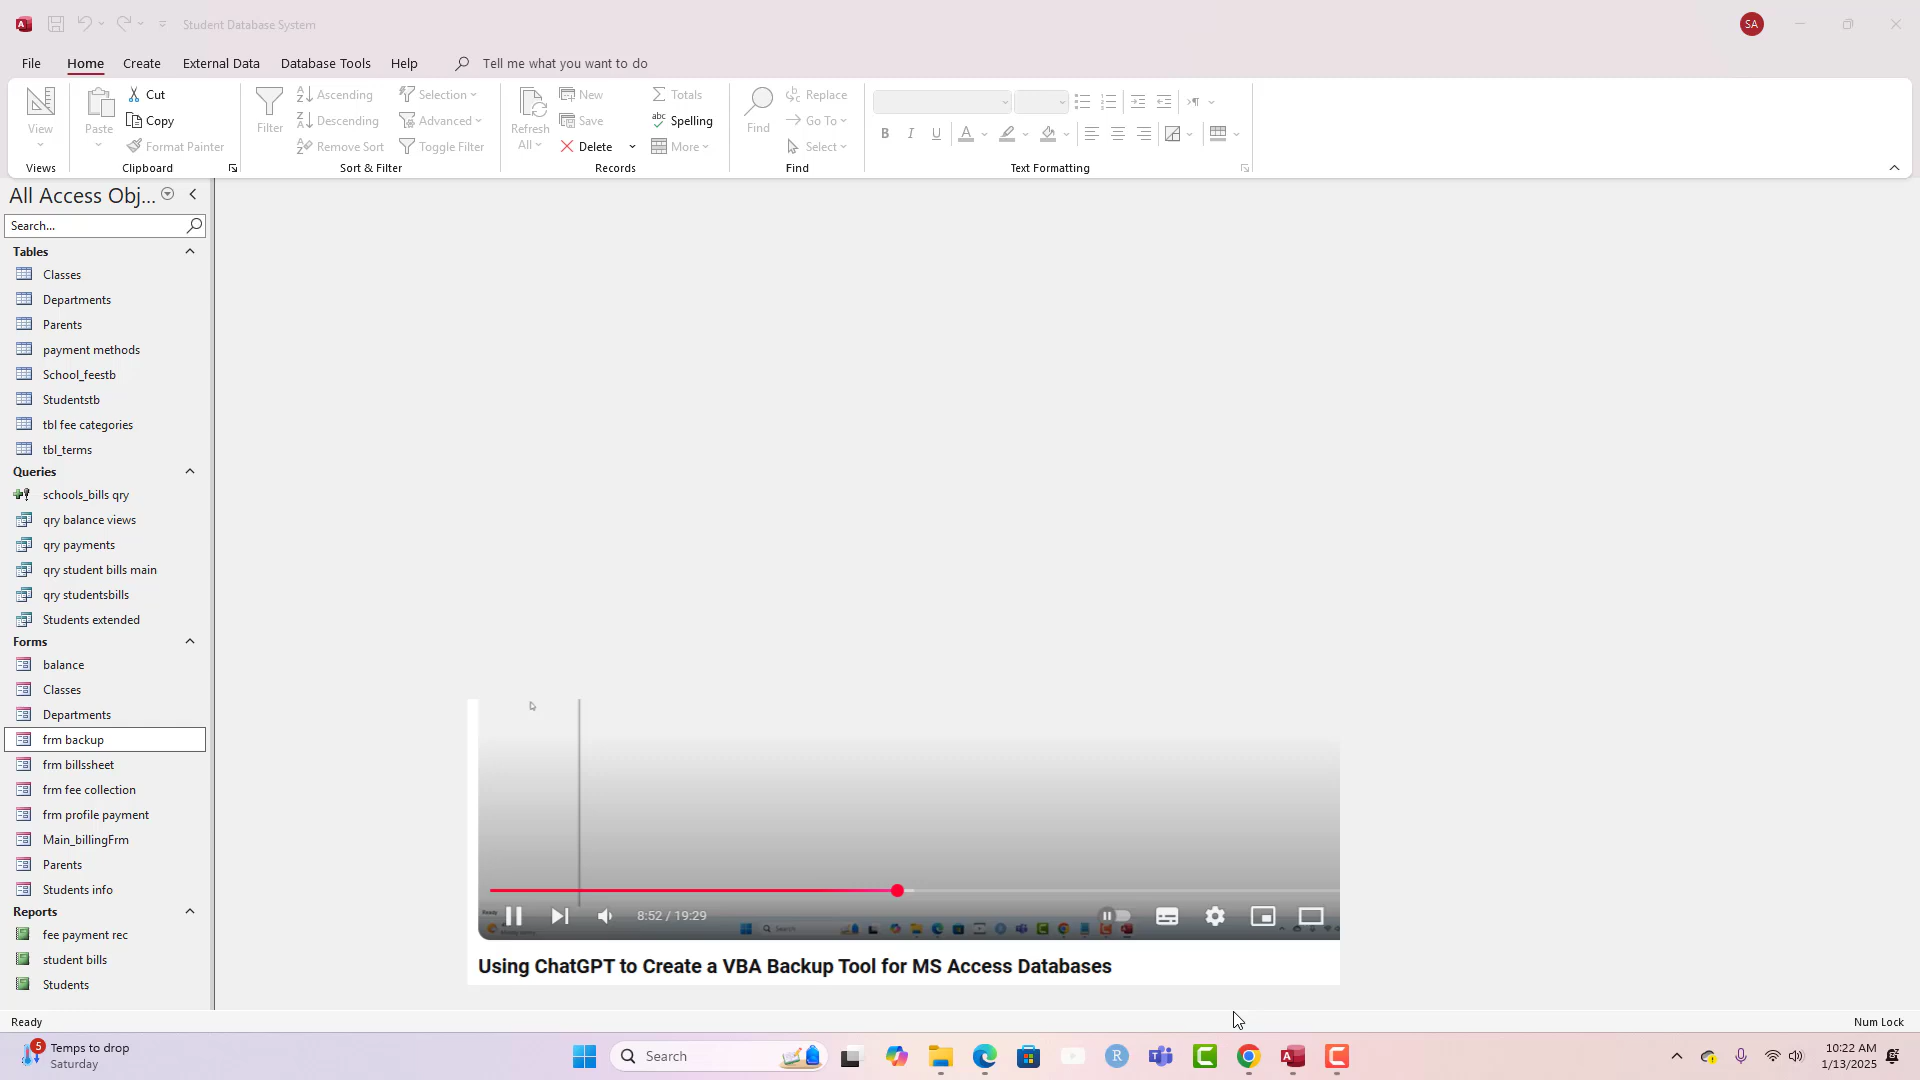 Student Database System
SA
File
Home
Create
External Data
Database Tools
Help
Tell me what you want to do
View
Views
Paste
Cut
Copy
Format Painter
Clipboard
Filter
Ascending
Descending
Remove Sort
Selection
Advanced
Toggle Filter
Sort & Filter
Refresh
All
New
Save
Delete
Totals
Spelling
More
Records
Find
Replace
Go To
Select
Find
B I U A
Text Formatting
All Access Obj...
Search...
Tables
Classes
Departments
Parents
payment methods
School_feestb
Studentstb
tbl fee categories
tbl_terms
Queries
schools_bills qry
qry balance views
qry payments
qry student bills main
qry studentsbills
Students extended
Forms
balance
Classes
Departments
frm backup
frm billssheet
frm fee collection
frm profile payment
Main_billingFrm
Parents
Students info
Reports
fee payment rec
student bills
Students
8:52 / 19:29
Search
Using ChatGPT to Create a VBA Backup Tool for MS Access Databases
Ready
Num Lock
5
Temps to drop
Saturday
Search
10:22 AM
1/13/2025